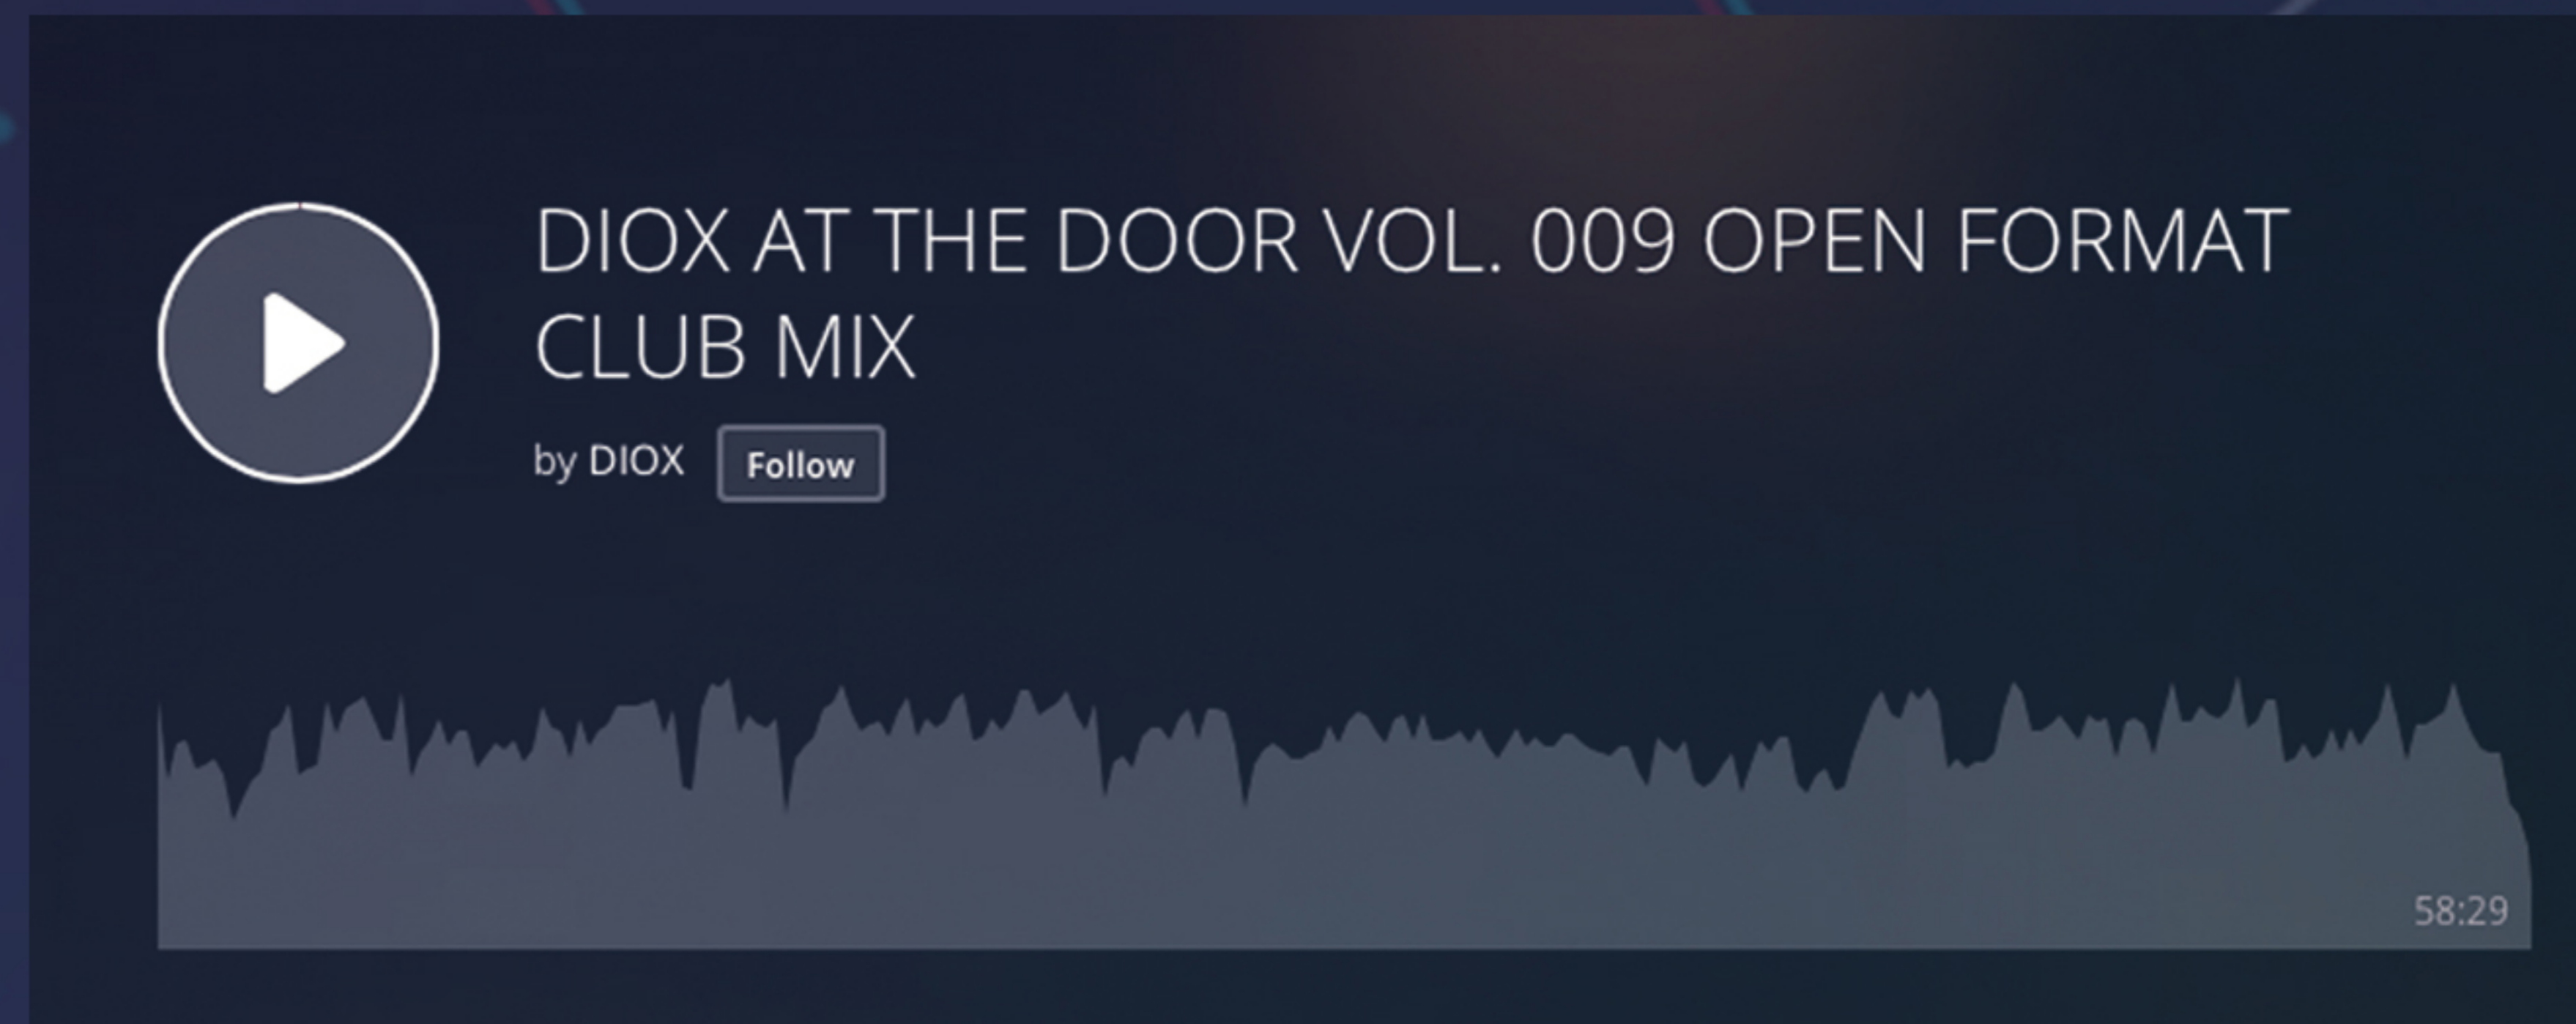 DIOX AT THE DOOR VOL. 009 OPEN FORMAT
CLUB MIX
by DIOX Follow
58:29